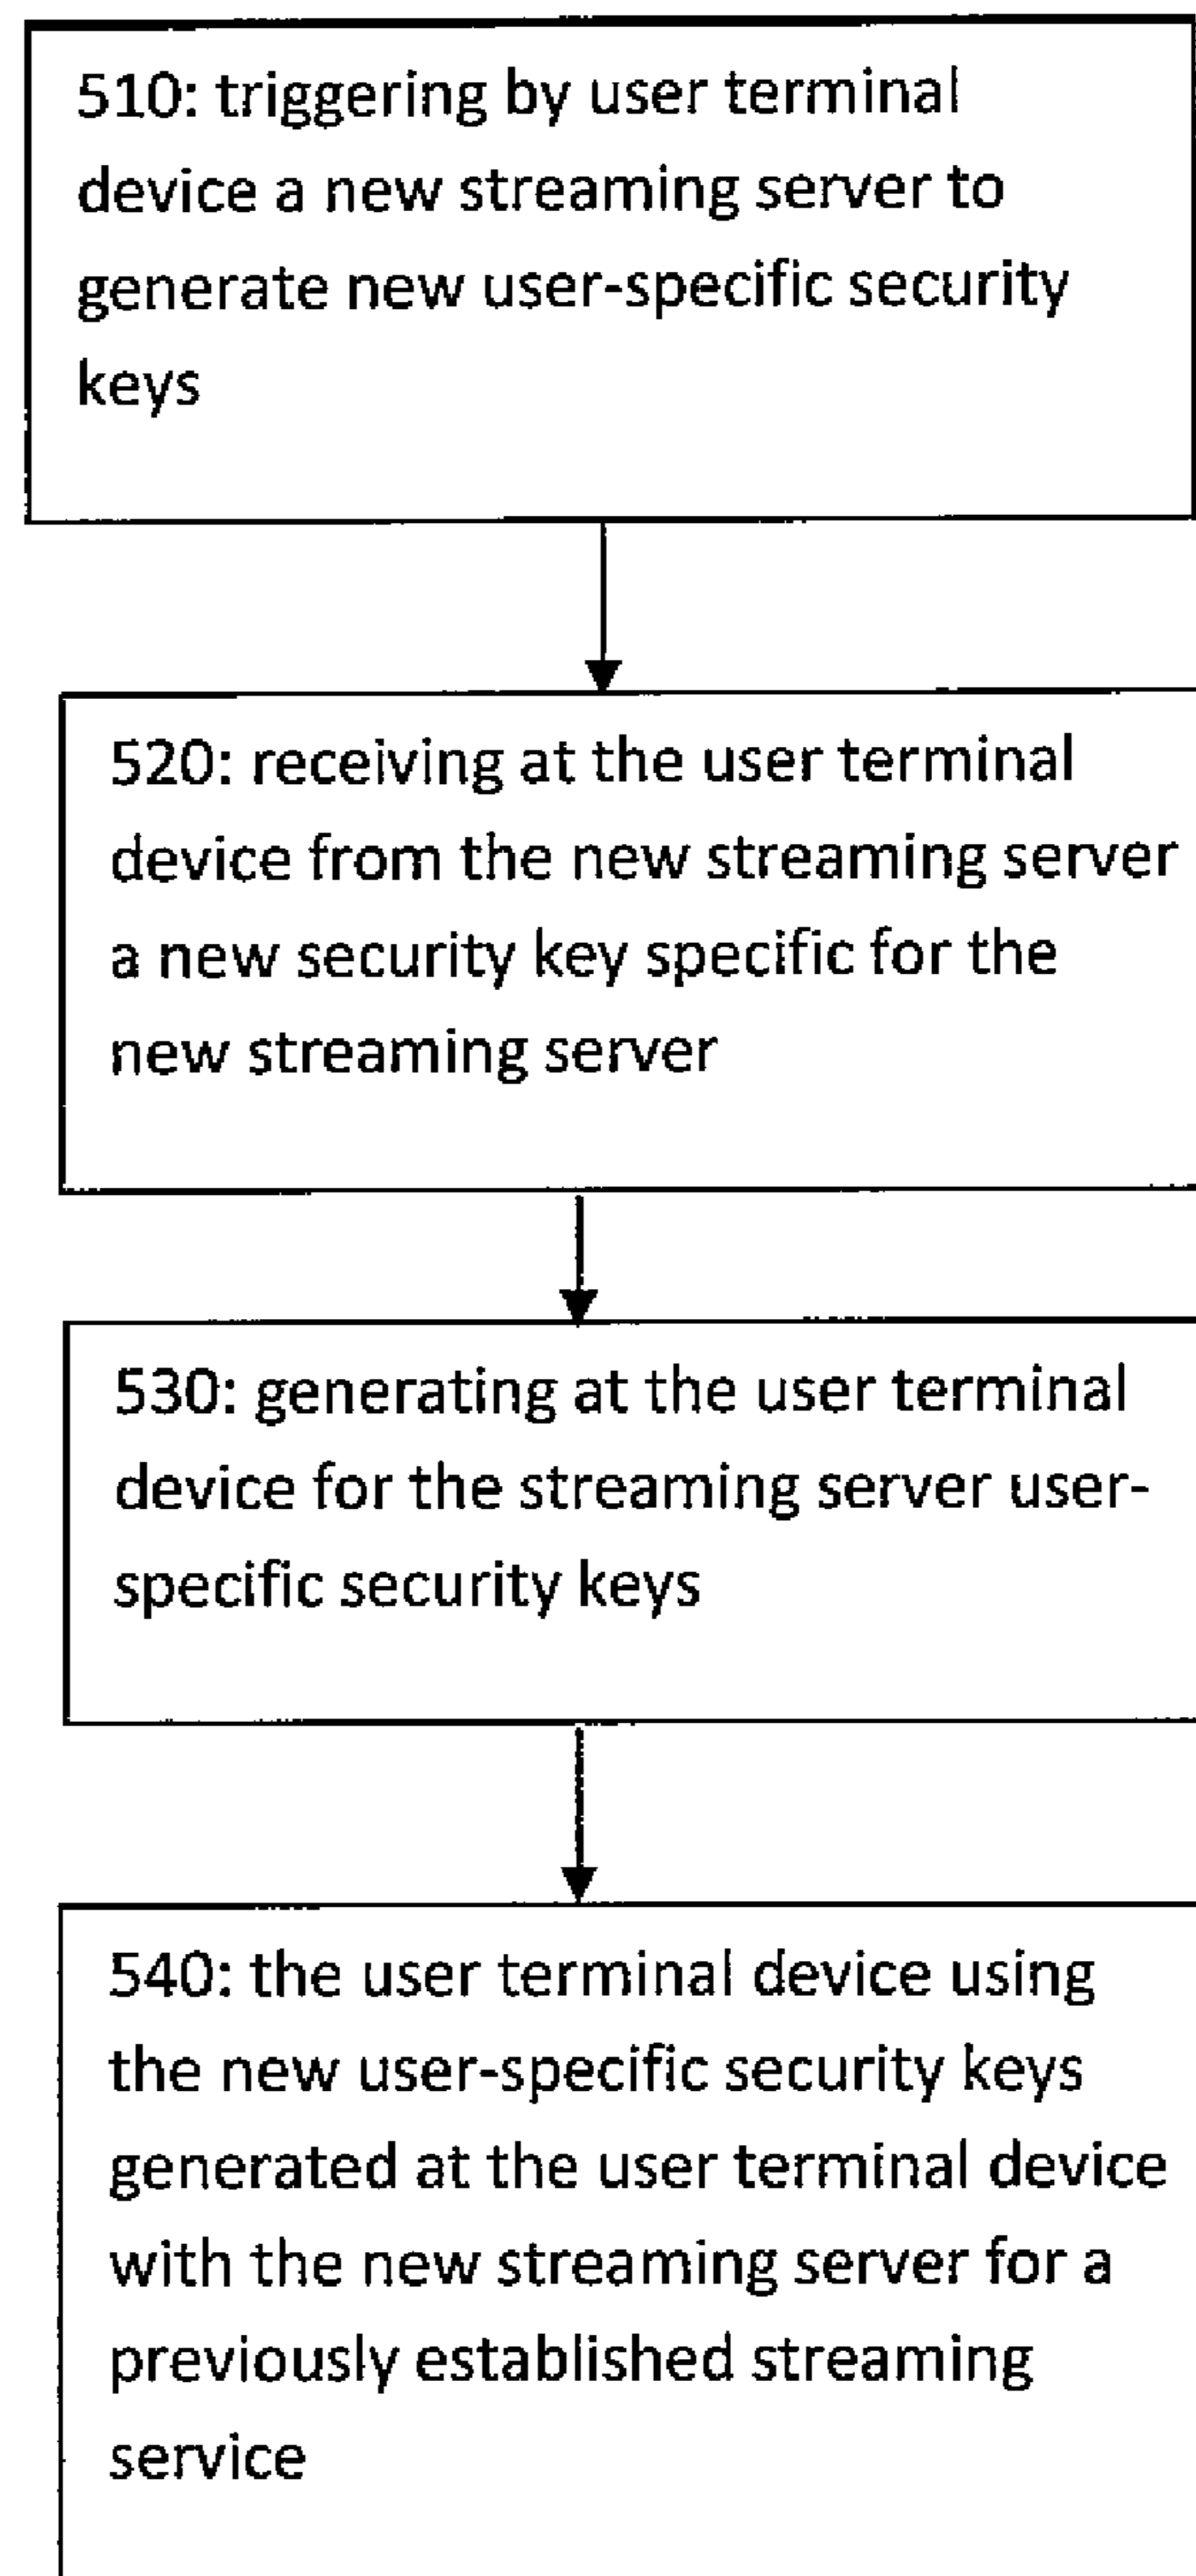 510: triggering by user terminal
device a new streaming server to
generate new user-specific security
keys
520: receiving at the user terminal
device from the new streaming server
a new security key specific for the
new streaming server
530: generating at the user terminal
device for the streaming server user-
specific security keys
540: the user terminal device using
the new user-specific security keys
generated at the user terminal device
with the new streaming server for a
previously established streaming
service